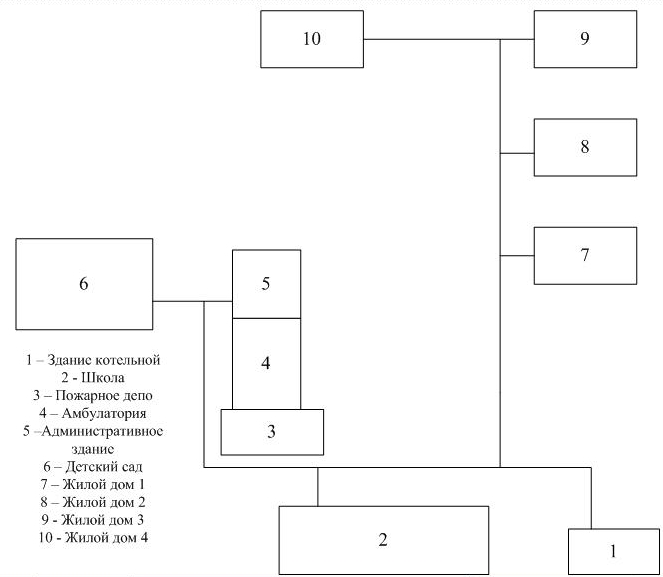 10
9
8
7
6
5
4
3
2
1
1 – Здание котельной
2 - Школа
3 – Пожарное депо
4 – Амбулатория
5 –Административное
здание
6 – Детский сад
7 – Жилой дом 1
8 – Жилой дом 2
9 - Жилой дом 3
10 - Жилой дом 4